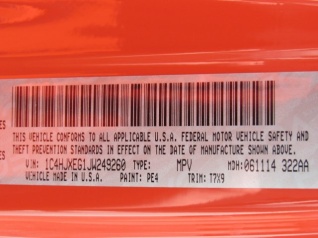 THIS VEHICLE CONFORMS TO ALL APPLICABLE U.S.A. FEDERAL MOTOR VEHICLE SAFETY AND
THEFT PREVENTION STANDARDS IN EFFECT ON THE DATE OF MANUFACTURE SHOWN ABOVE.
V:N: 1C4HJXEG1JW249260 TYPE: MPV MDH: 061114 322AA
VEHICLE MADE IN U.S.A. PAINT: PE4 TRIM: T7X9